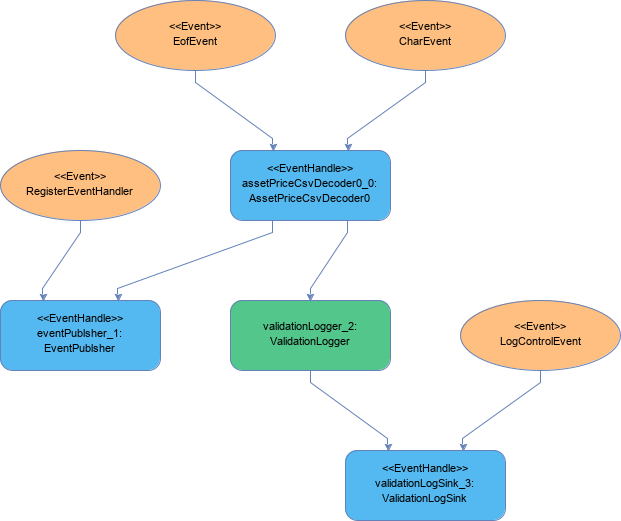 <<Event>>
EofEvent
<<Event>>
CharEvent
<<EventHandle>>
assetPriceCsvDecoder0_0:
AssetPriceCsvDecoder0
<<Event>>
RegisterEventHandler
<<EventHandle>>
eventPublsher_1:
EventPublsher
validationLogger_2:
ValidationLogger
<<Event>>
LogControlEvent
<<EventHandle>>
validationLogSink_3:
ValidationLogSink